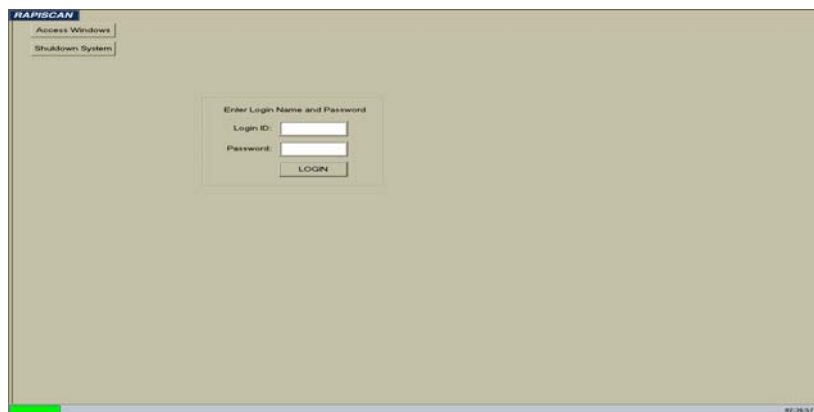 RAPISCAN
Access Windows
Shutdown System
Enter Login Name and Password
Login ID:
Password:
LOGIN